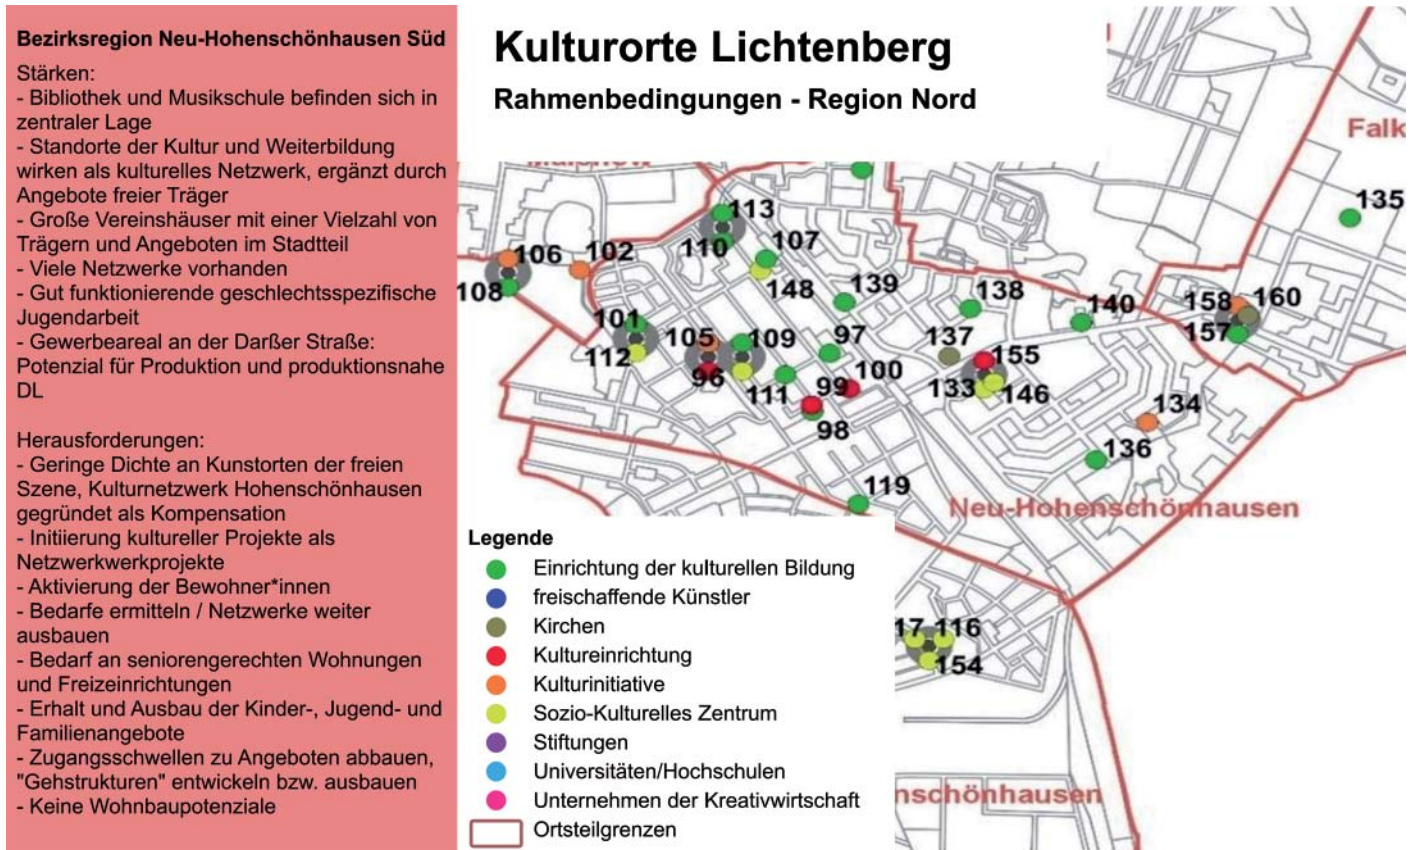 Bezirksregion Neu-Hohenschönhausen Süd
Stärken:
- Bibliothek und Musikschule befinden sich in
zentraler Lage
- Standorte der Kultur und Weiterbildung
wirken als kulturelles Netzwerk, ergänzt durch
Angebote freier Träger
- Große Vereinshäuser mit einer Vielzahl von
Trägern und Angeboten im Stadtteil
- Viele Netzwerke vorhanden
- Gut funktionierende geschlechtsspezifische
Jugendarbeit
- Gewerbeareal an der Darßer Straße:
Potenzial für Produktion und produktionsnahe
DL
Herausforderungen:
- Geringe Dichte an Kunstorten der freien
Szene, Kulturnetzwerk Hohenschönhausen
gegründet als Kompensation
- Initiierung kultureller Projekte als
Netzwerkwerkprojekte
- Aktivierung der Bewohner*innen
- Bedarfe ermitteln / Netzwerke weiter
ausbauen
- Bedarf an seniorengerechten Wohnungen
und Freizeinrichtungen
- Erhalt und Ausbau der Kinder-, Jugend- und
Familienangebote
- Zugangsschwellen zu Angeboten abbauen,
"Gehstrukturen" entwickeln bzw. ausbauen
- Keine Wohnbaupotenziale
Kulturorte Lichtenberg
Rahmenbedingungen - Region Nord
Falk
135
113
110
107
106
102
148
108
139
138
140
158
160
157
101
105
109
97
137
155
112
96
111
99
100
133
146
98
134
136
119
Neu-Hohenschönhausen
17
116
154
nschönhausen
Legende
Einrichtung der kulturellen Bildung
freischaffende Künstler
Kirchen
Kultureinrichtung
Kulturinitiative
Sozio-Kulturelles Zentrum
Stiftungen
Universitäten/Hochschulen
Unternehmen der Kreativwirtschaft
Ortsteilgrenzen